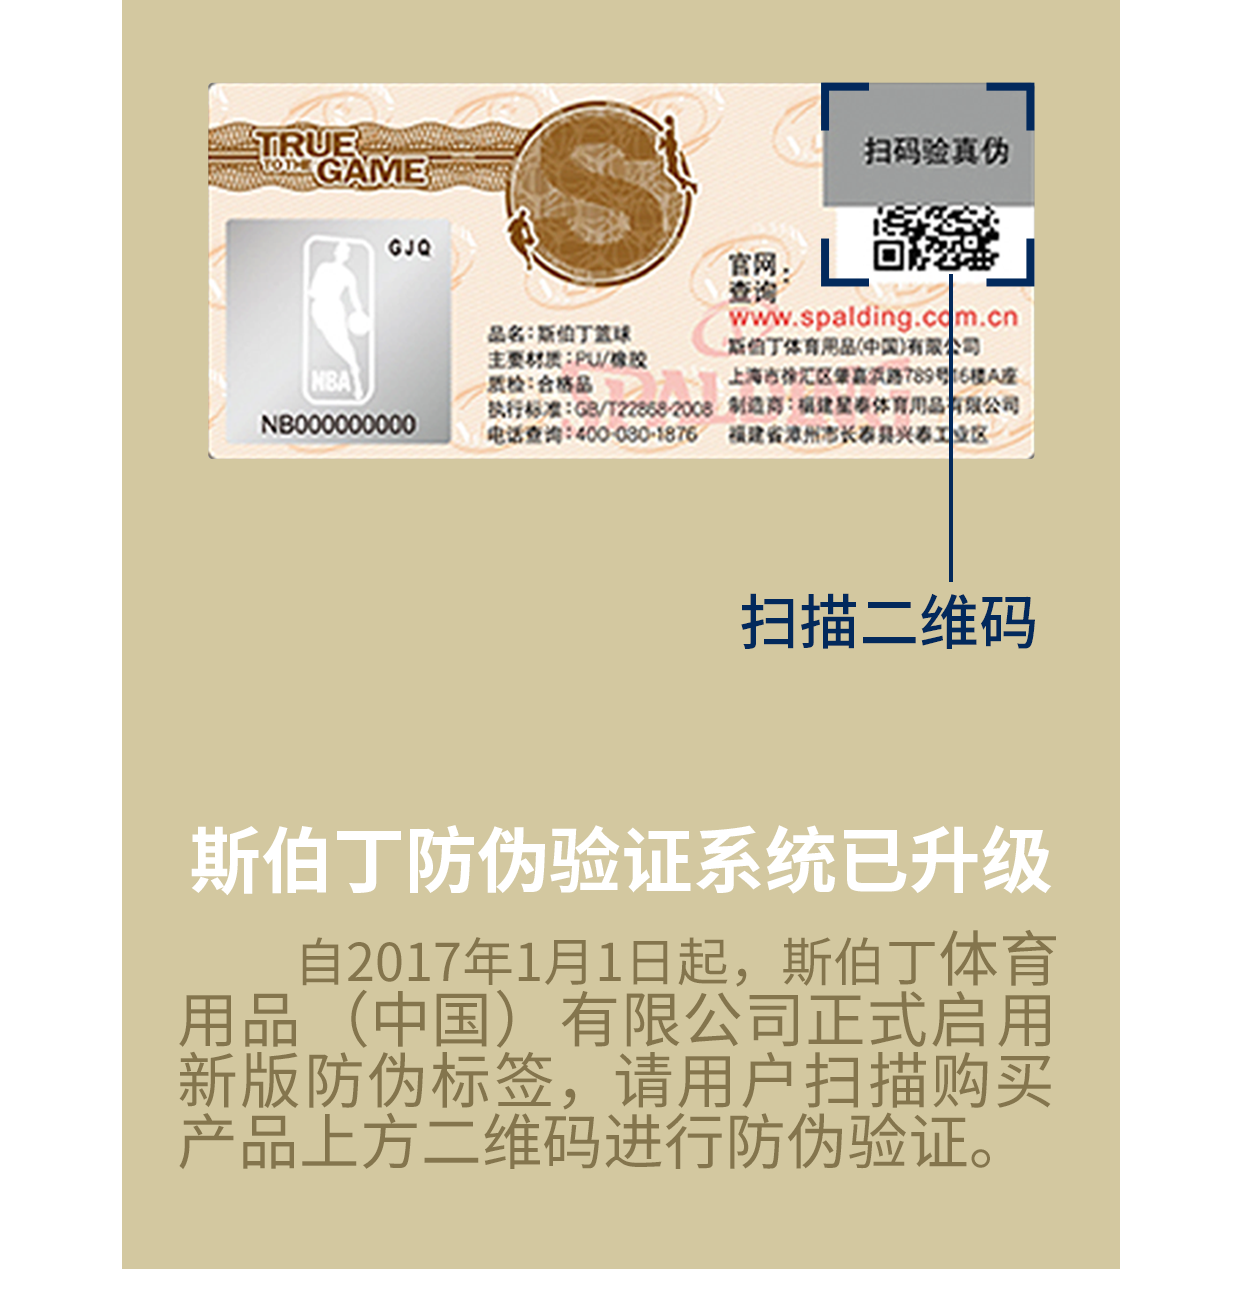 TRUE
TO THE
GAME
扫码验真伪
GJQ
NBA
NB000000000
品名：斯伯丁篮球
主要材质：PU/橡胶
质检：合格品
执行标准：GB/T22868-2008
电话查询：400-080-1876
官网
查询：
www.spalding.com.cn
斯伯丁体育用品(中国)有限公司
上海市徐汇区肇嘉浜路789号16楼A座
制造商：福建星泰体育用品有限公司
福建省漳州市长泰县兴泰工业区
SPALDING
扫描二维码
斯伯丁防伪验证系统已升级
自2017年1月1日起，斯伯丁体育
用品（中国）有限公司正式启用
新版防伪标签，请用户扫描购买
产品上方二维码进行防伪验证。